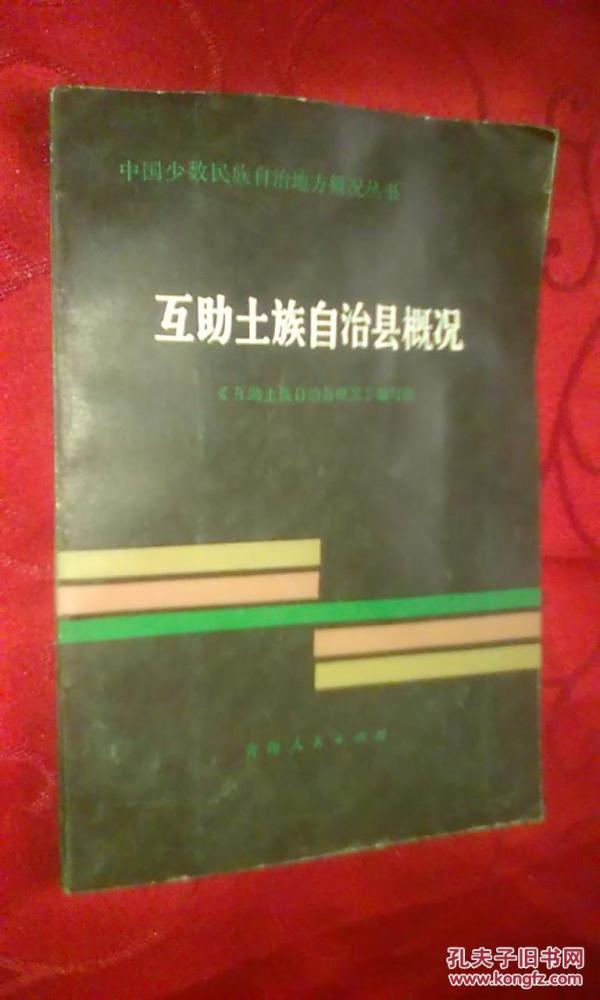 中国少数民族自治地方概况丛书
互助土族自治县概况
《互助土族自治县概况》编写组
青海人民出版社
孔夫子旧书网
www.kongfz.com